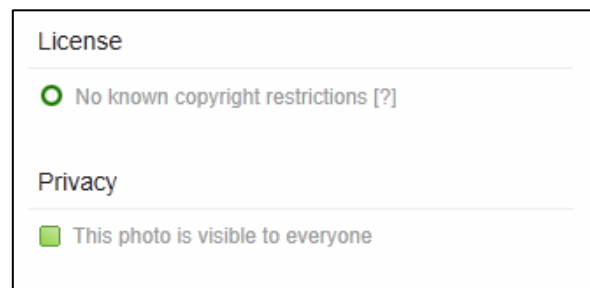 License
No known copyright restrictions [?]
Privacy
This photo is visible to everyone